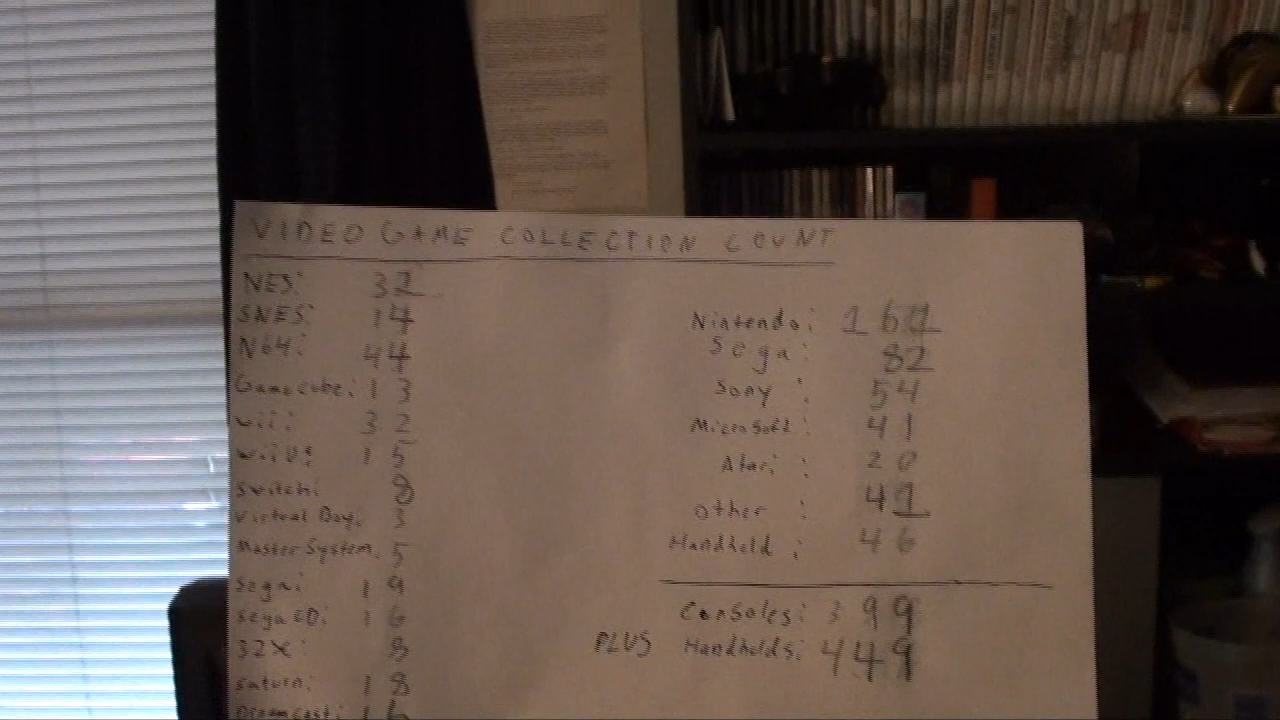 VIDEO GAME COLLECTION COUNT
NES: 32
SNES: 14
N64: 44
Gamecube: 13
wii: 32
wiiU: 15
switch: 8
Virtual Boy: 3
Master System: 5
sega: 19
sega CD: 16
32X: 8
saturn: 18
Dreamcast: 16
Nintendo: 161
Sega: 82
Sony: 54
Microsoft: 41
Atari: 20
other: 41
Handheld: 46
Consoles: 399
PLUS Handhelds: 449